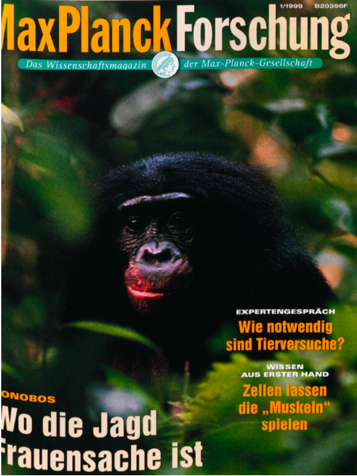 1/1999 B20396F
MaxPlanckForschung
Das Wissenschaftsmagazin der Max-Planck-Gesellschaft
EXPERTENGESPRÄCH
Wie notwendig
sind Tierversuche?
WISSEN
AUS ERSTER HAND
Zellen lassen
die „Muskeln“
spielen
ONOBOS
Wo die Jagd
Frauensache ist